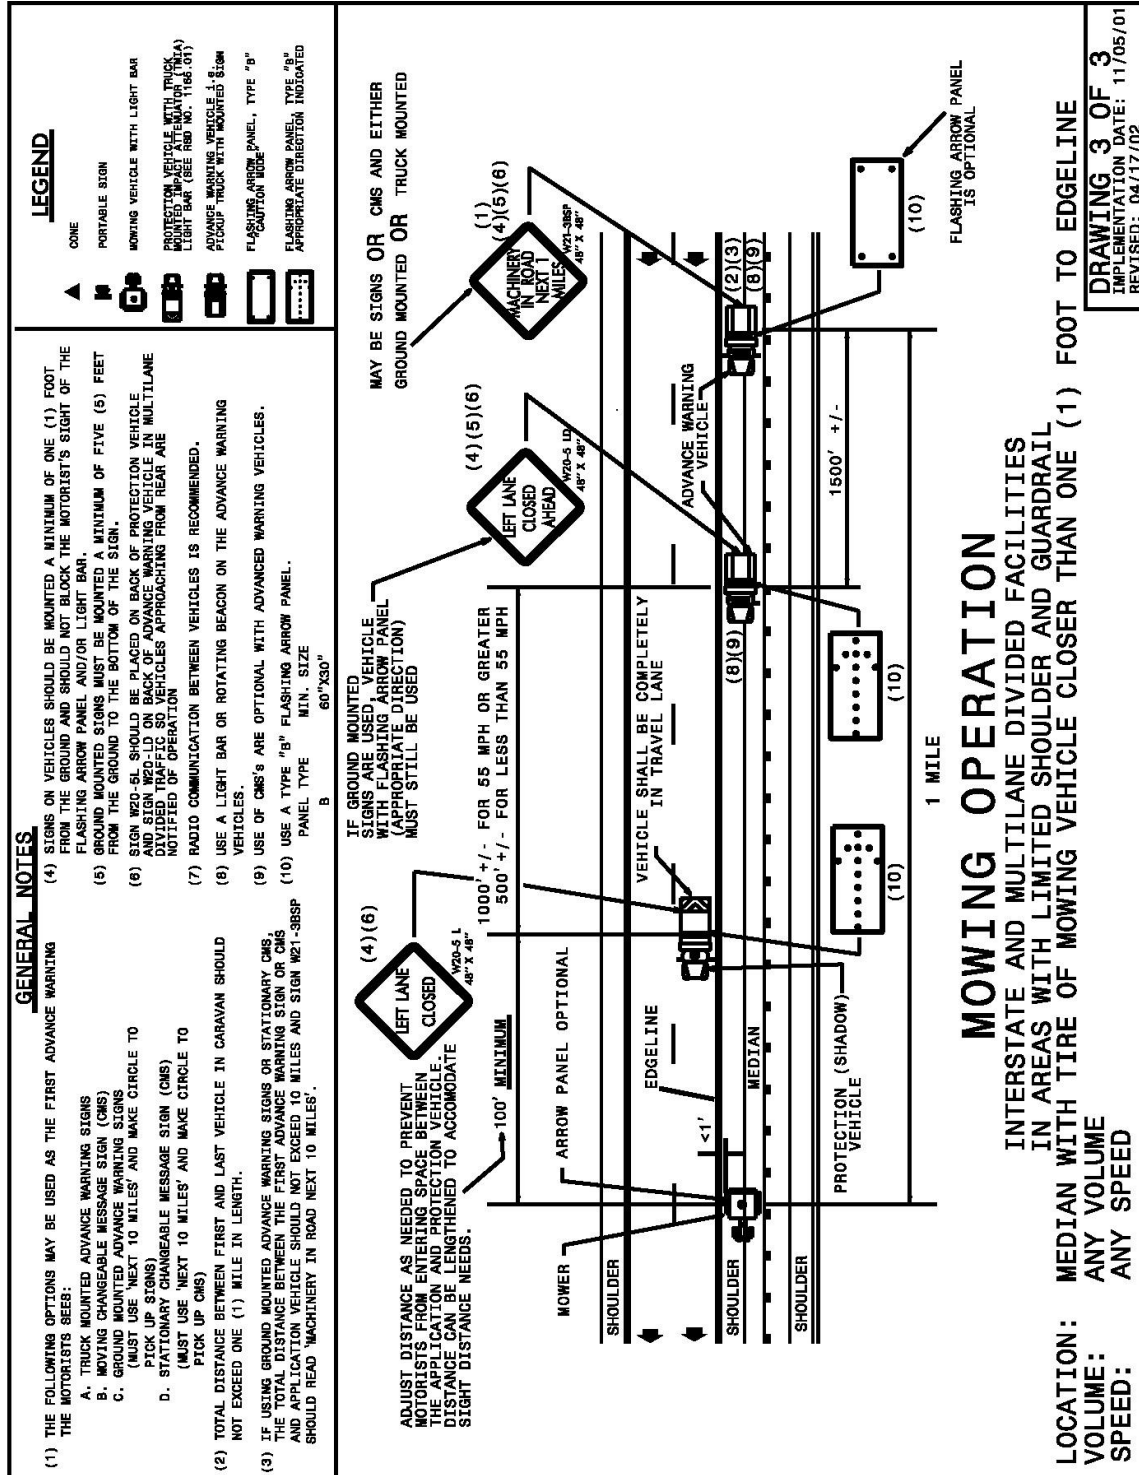 GENERAL NOTES
(1) THE FOLLOWING OPTIONS MAY BE USED AS THE FIRST ADVANCE WARNING
THE MOTORISTS SEES:
A. TRUCK MOUNTED ADVANCE WARNING SIGNS
B. MOVING CHANGEABLE MESSAGE SIGN (CMS)
C. GROUND MOUNTED ADVANCE WARNING SIGNS
(MUST USE 'NEXT 10 MILES' AND MAKE CIRCLE TO
PICK UP SIGNS)
D. STATIONARY CHANGEABLE MESSAGE SIGN (CMS)
(MUST USE 'NEXT 10 MILES' AND MAKE CIRCLE TO
PICK UP CMS)
(2) TOTAL DISTANCE BETWEEN FIRST AND LAST VEHICLE IN CARAVAN SHOULD
NOT EXCEED ONE (1) MILE IN LENGTH.
(3) IF USING GROUND MOUNTED ADVANCE WARNING SIGNS OR STATIONARY CMS,
THE TOTAL DISTANCE BETWEEN THE FIRST ADVANCE WARNING SIGN OR CMS
AND APPLICATION VEHICLE SHOULD NOT EXCEED 10 MILES AND SIGN W21-3BSP
SHOULD READ 'MACHINERY IN ROAD NEXT 10 MILES'.
(4) SIGNS ON VEHICLES SHOULD BE MOUNTED A MINIMUM OF ONE (1) FOOT
FROM THE GROUND AND SHOULD NOT BLOCK THE MOTORIST'S SIGHT OF THE
FLASHING ARROW PANEL AND/OR LIGHT BAR.
(5) GROUND MOUNTED SIGNS MUST BE MOUNTED A MINIMUM OF FIVE (5) FEET
FROM THE GROUND TO THE BOTTOM OF THE SIGN.
(6) SIGN W20-5L SHOULD BE PLACED ON BACK OF PROTECTION VEHICLE
AND SIGN W20-LD ON BACK OF ADVANCE WARNING VEHICLE IN MULTILANE
DIVIDED TRAFFIC SO VEHICLES APPROACHING FROM REAR ARE
NOTIFIED OF OPERATION
(7) RADIO COMMUNICATION BETWEEN VEHICLES IS RECOMMENDED.
(8) USE A LIGHT BAR OR ROTATING BEACON ON THE ADVANCE WARNING
VEHICLES.
(9) USE OF CMS's ARE OPTIONAL WITH ADVANCED WARNING VEHICLES.
(10) USE A TYPE "B" FLASHING ARROW PANEL.
PANEL TYPE MIN. SIZE
B 60"X30"
LEGEND
CONE
PORTABLE SIGN
MOWING VEHICLE WITH LIGHT BAR
PROTECTION VEHICLE WITH TRUCK
MOUNTED IMPACT ATTENUATOR (TMIA)
LIGHT BAR (SEE RBD NO. 1166.01)
ADVANCE WARNING VEHICLE i.e.
PICKUP TRUCK WITH MOUNTED SIGN
FLASHING ARROW PANEL, TYPE "B"
"CAUTION MODE"
FLASHING ARROW PANEL, TYPE "B"
APPROPRIATE DIRECTION INDICATED
ADJUST DISTANCE AS NEEDED TO PREVENT
MOTORISTS FROM ENTERING SPACE BETWEEN
THE APPLICATION AND PROTECTION VEHICLE.
DISTANCE CAN BE LENGTHENED TO ACCOMODATE
SIGHT DISTANCE NEEDS.
LEFT LANE
CLOSED
(4)(6)
W20-5 L
48" X 48"
IF GROUND MOUNTED
SIGNS ARE USED, VEHICLE
WITH FLASHING ARROW PANEL
(APPROPRIATE DIRECTION)
MUST STILL BE USED
LEFT LANE
CLOSED
AHEAD
(4)(5)(6)
W20-5 LD
48" X 48"
MAY BE SIGNS OR CMS AND EITHER
GROUND MOUNTED OR TRUCK MOUNTED
MACHINERY
IN ROAD
NEXT 1
MILES
(1)
(4)(5)(6)
W21-3BSP
48" X 48"
100' MINIMUM
1000' +/- FOR 55 MPH OR GREATER
500' +/- FOR LESS THAN 55 MPH
MOWER
ARROW PANEL OPTIONAL
EDGELINE
VEHICLE SHALL BE COMPLETELY
IN TRAVEL LANE
ADVANCE WARNING
VEHICLE
SHOULDER
SHOULDER
<1'
MEDIAN
(8)(9)
(2)(3)
(8)(9)
SHOULDER
PROTECTION (SHADOW)
VEHICLE
(10)
(10)
(10)
1500' +/-
FLASHING ARROW PANEL
IS OPTIONAL
1 MILE
MOWING OPERATION
INTERSTATE AND MULTILANE DIVIDED FACILITIES
IN AREAS WITH LIMITED SHOULDER AND GUARDRAIL
LOCATION: MEDIAN WITH TIRE OF MOWING VEHICLE CLOSER THAN ONE (1) FOOT TO EDGELINE
VOLUME: ANY VOLUME
SPEED: ANY SPEED
DRAWING 3 OF 3
IMPLEMENTATION DATE: 11/05/01
REVISED: 04/17/02